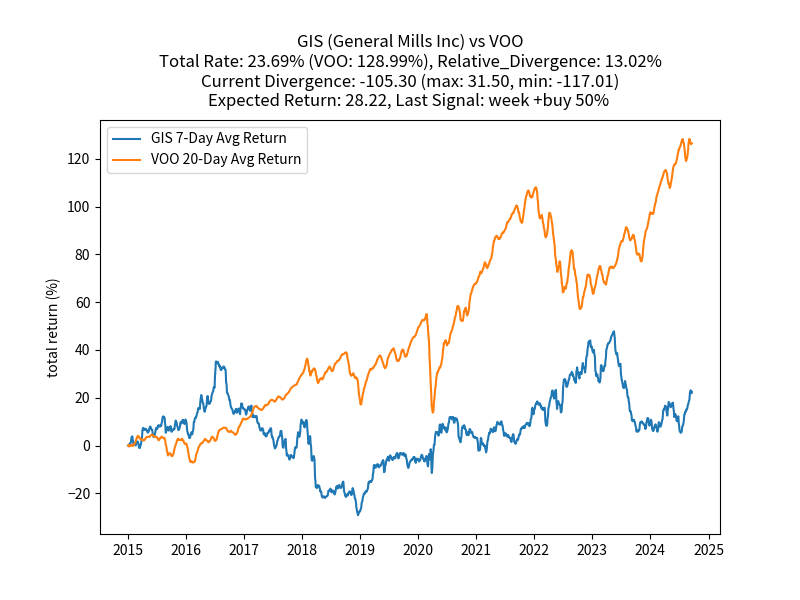 GIS (General Mills Inc) vs VOO
Total Rate: 23.69% (VOO: 128.99%), Relative_Divergence: 13.02%
Current Divergence: -105.30 (max: 31.50, min: -117.01)
Expected Return: 28.22, Last Signal: week +buy 50%
GIS 7-Day Avg Return
VOO 20-Day Avg Return
total return (%)
120
100
80
60
40
20
0
−20
2015 2016 2017 2018 2019 2020 2021 2022 2023 2024 2025